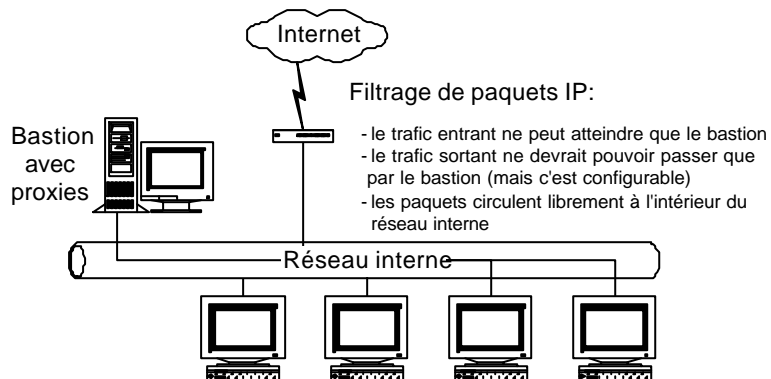 Internet
Filtrage de paquets IP:
- le trafic entrant ne peut atteindre que le bastion
- le trafic sortant ne devrait pouvoir passer que
par le bastion (mais c'est configurable)
- les paquets circulent librement à l'intérieur du
réseau interne
Bastion
avec
proxies
Réseau interne